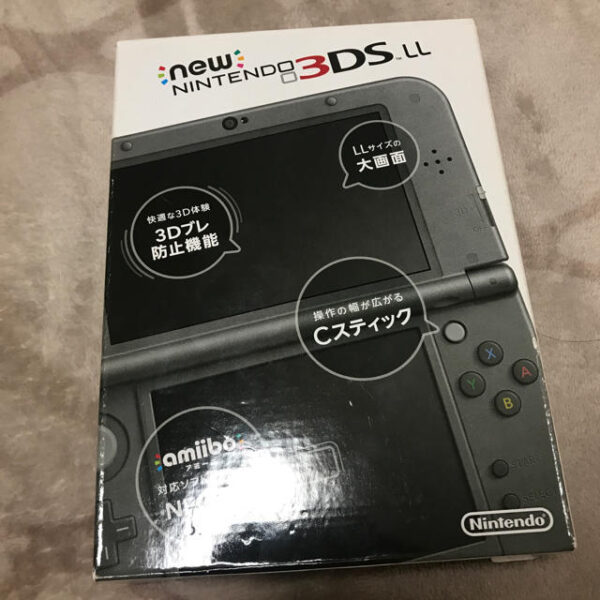 new
NINTENDO 3DS™ LL
LLサイズの
大画面
快適な3D体験
3Dブレ
防止機能
操作の幅が広がる
Cスティック
X
Y
A
B
amiibo
START
Nintendo